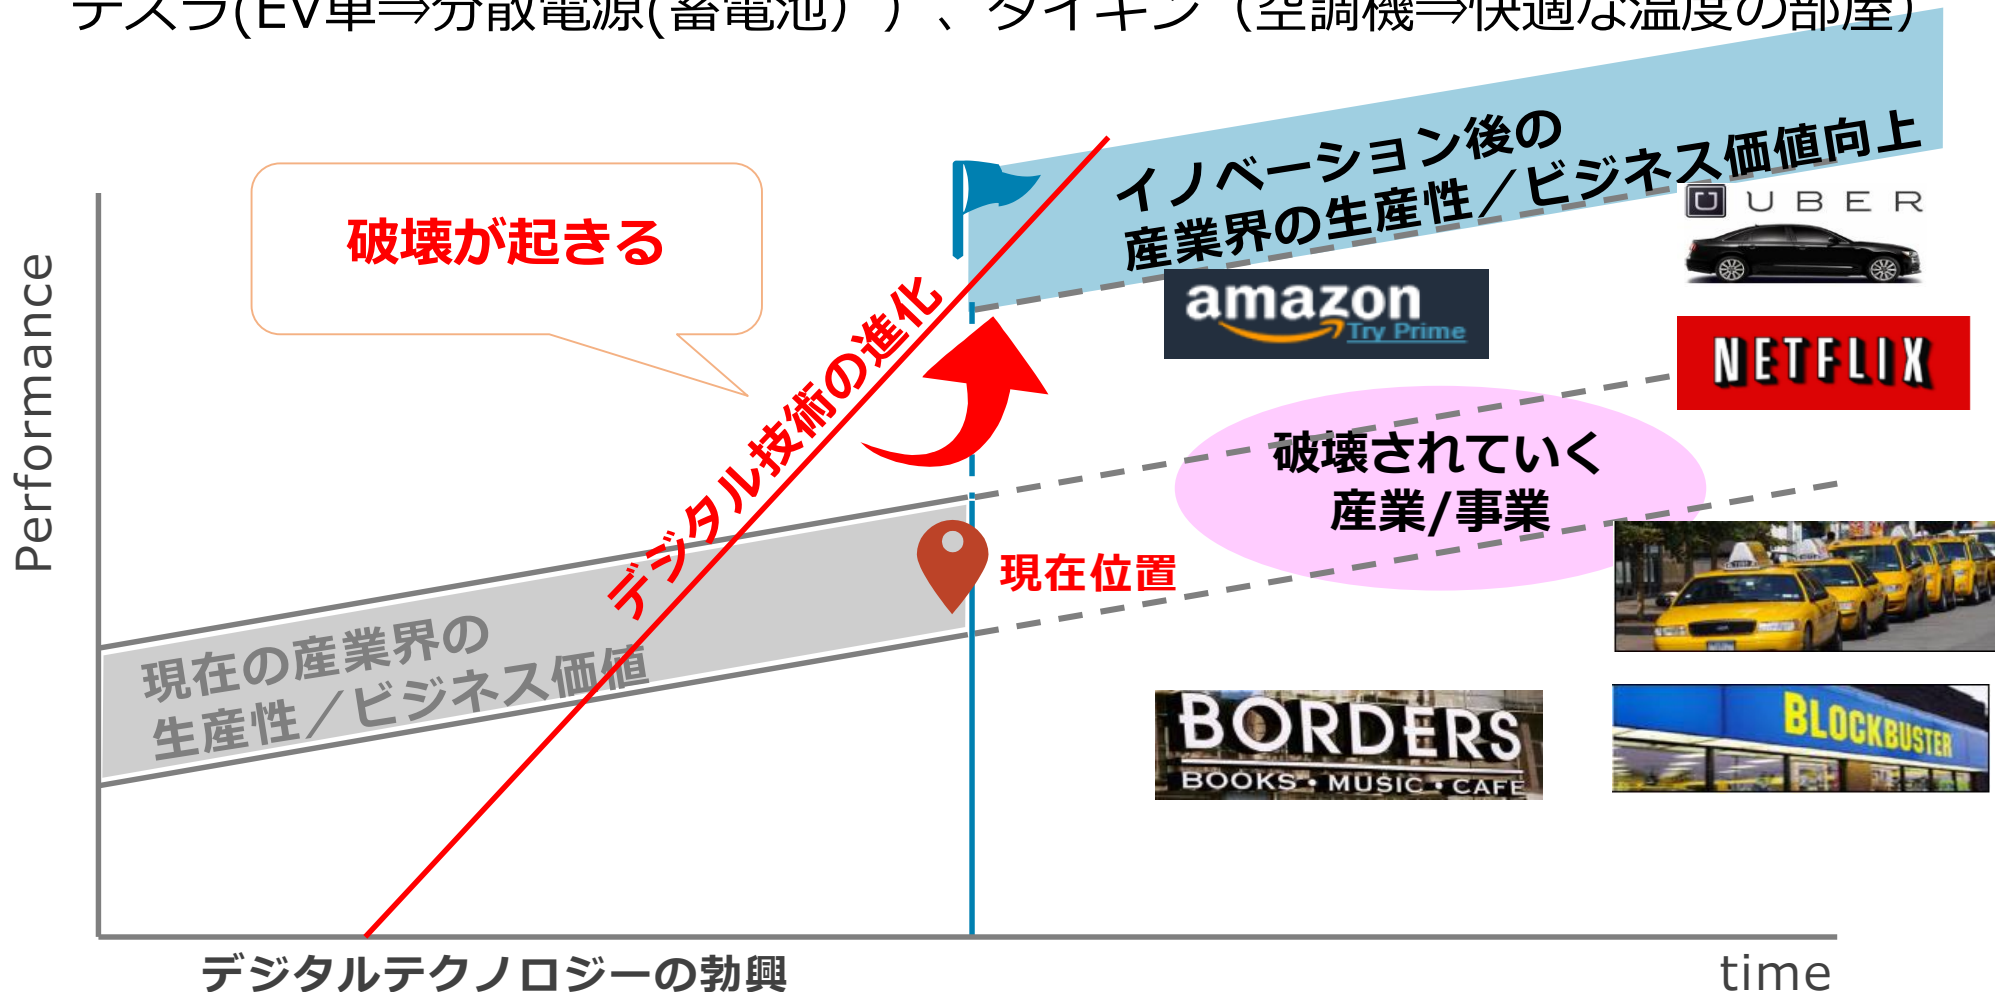 テスラ(EV車⇒分散電源(蓄電池））、ダイキン（空調機⇒快適な温度の部屋）
イノベーション後の
産業界の生産性／ビジネス価値向上
破壊が起きる
UBER
Performance
デジタル技術の進化
amazon
Try Prime
NETFLIX
破壊されていく
産業/事業
現在位置
現在の産業界の
生産性／ビジネス価値
BORDERS
BOOKS • MUSIC • CAFE
BLOCKBUSTER
デジタルテクノロジーの勃興
time